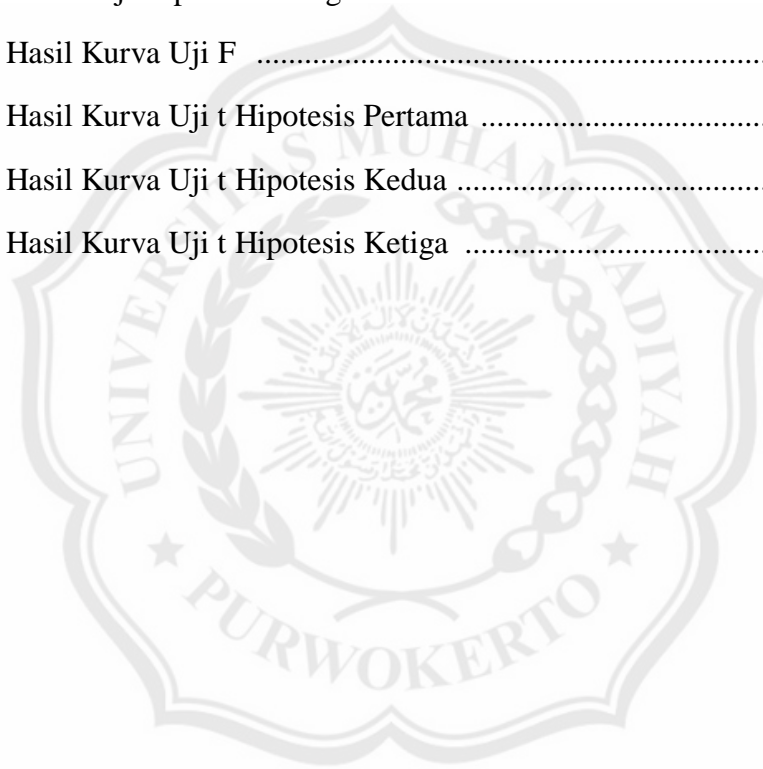 Hasil Kurva Uji F ................................................................
Hasil Kurva Uji t Hipotesis Pertama ....................................
Hasil Kurva Uji t Hipotesis Kedua .......................................
Hasil Kurva Uji t Hipotesis Ketiga ......................................
UNIVERSITAS MUHAMMADIYAH
PURWOKERTO